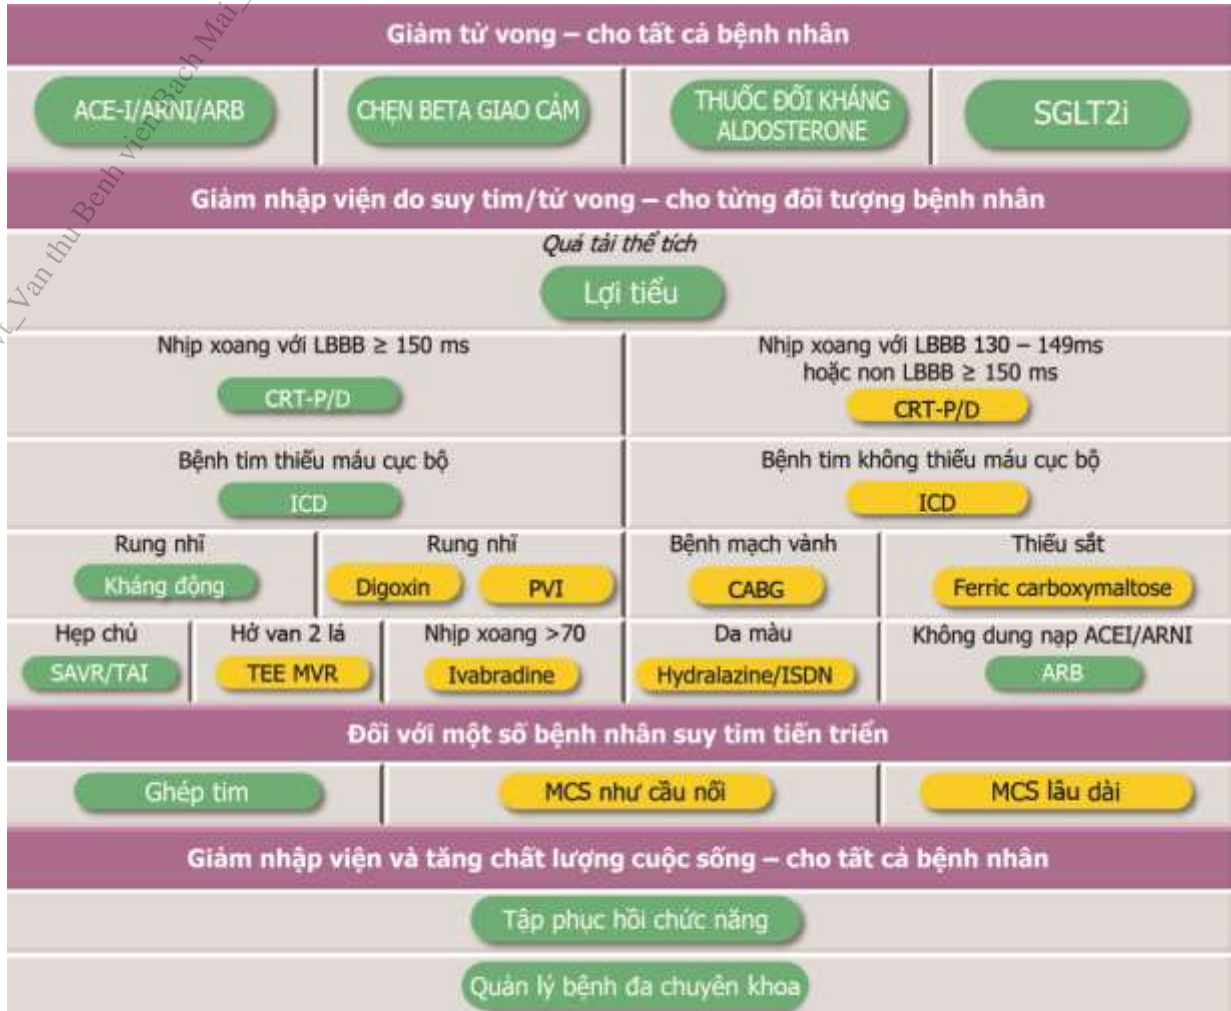 Giảm tử vong – cho tất cả bệnh nhân
ACE-I/ARNI/ARB
CHẸN BETA GIAO CẢM
THUỐC ĐỐI KHÁNG
ALDOSTERONE
SGLT2i
Giảm nhập viện do suy tim/tử vong – cho từng đối tượng bệnh nhân
Quá tải thể tích
Lợi tiểu
Nhịp xoang với LBBB ≥ 150 ms
CRT-P/D
Nhịp xoang với LBBB 130 – 149ms
hoặc non LBBB ≥ 150 ms
CRT-P/D
Bệnh tim thiếu máu cục bộ
ICD
Bệnh tim không thiếu máu cục bộ
ICD
Rung nhĩ
Kháng động
Rung nhĩ
Digoxin
PVI
Bệnh mạch vành
CABG
Thiếu sắt
Ferric carboxymaltose
Hẹp chủ
SAVR/TAI
Hở van 2 lá
TEE MVR
Nhịp xoang >70
Ivabradine
Da màu
Hydralazine/ISDN
Không dung nạp ACEI/ARNI
ARB
Đối với một số bệnh nhân suy tim tiến triển
Ghép tim
MCS như cầu nối
MCS lâu dài
Giảm nhập viện và tăng chất lượng cuộc sống – cho tất cả bệnh nhân
Tập phục hồi chức năng
Quản lý bệnh đa chuyên khoa
Van thu Benh vien Bach Mai_